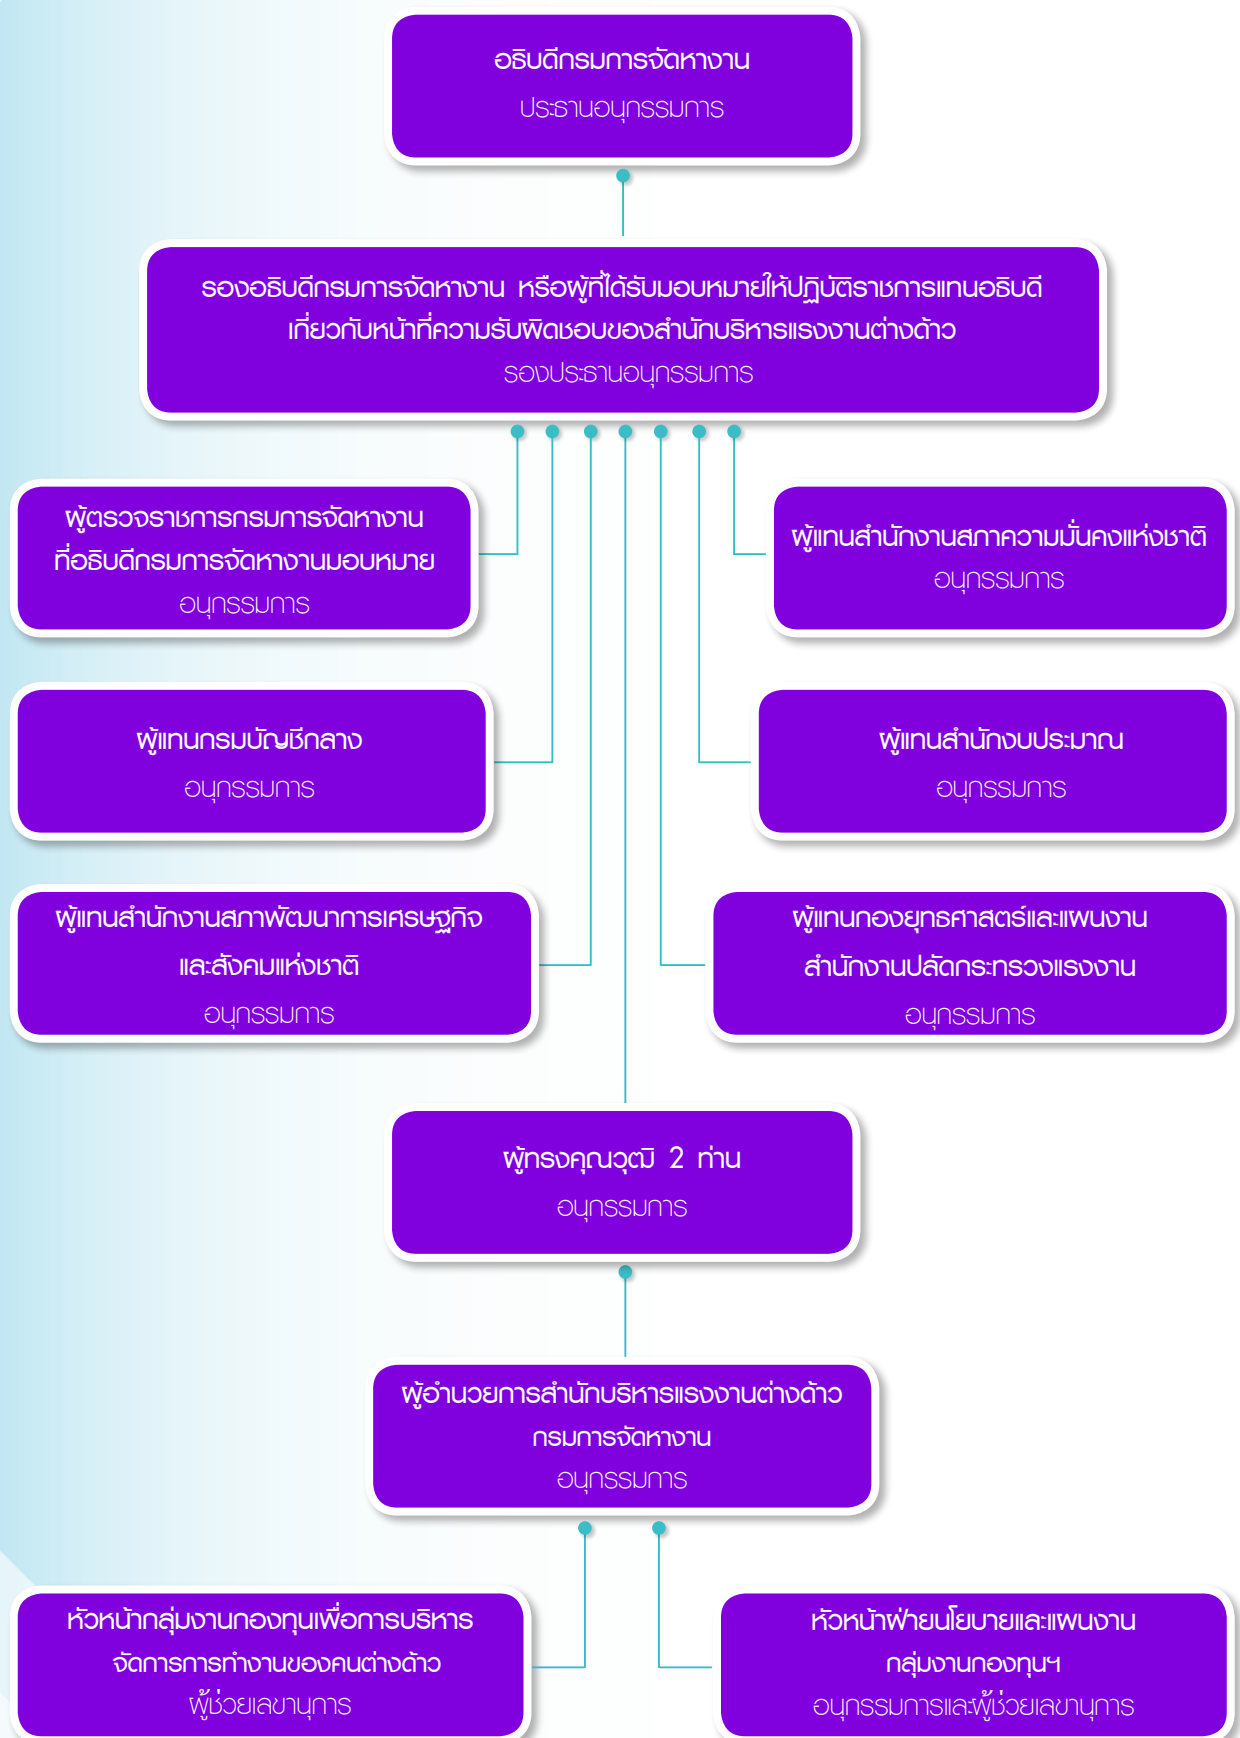 อธิบดีกรมการจัดหางาน
ประธานอนุกรรมการ
รองอธิบดีกรมการจัดหางาน หรือผู้ที่ได้รับมอบหมายให้ปฏิบัติราชการแทนอธิบดี
เกี่ยวกับหน้าที่ความรับผิดชอบของสำนักบริหารแรงงานต่างด้าว
รองประธานอนุกรรมการ
ผู้ตรวจราชการกรมการจัดหางาน
ที่อธิบดีกรมการจัดหางานมอบหมาย
อนุกรรมการ
ผู้แทนสำนักงานสภาความมั่นคงแห่งชาติ
อนุกรรมการ
ผู้แทนกรมบัญชีกลาง
อนุกรรมการ
ผู้แทนสำนักงบประมาณ
อนุกรรมการ
ผู้แทนสำนักงานสภาพัฒนาการเศรษฐกิจ
และสังคมแห่งชาติ
อนุกรรมการ
ผู้แทนกองยุทธศาสตร์และแผนงาน
สำนักงานปลัดกระทรวงแรงงาน
อนุกรรมการ
ผู้ทรงคุณวุฒิ 2 ท่าน
อนุกรรมการ
ผู้อำนวยการสำนักบริหารแรงงานต่างด้าว
กรมการจัดหางาน
อนุกรรมการ
หัวหน้ากลุ่มงานกองทุนเพื่อการบริหาร
จัดการการทำงานของคนต่างด้าว
ผู้ช่วยเลขานุการ
หัวหน้าฝ่ายนโยบายและแผนงาน
กลุ่มงานกองทุนฯ
อนุกรรมการและผู้ช่วยเลขานุการ